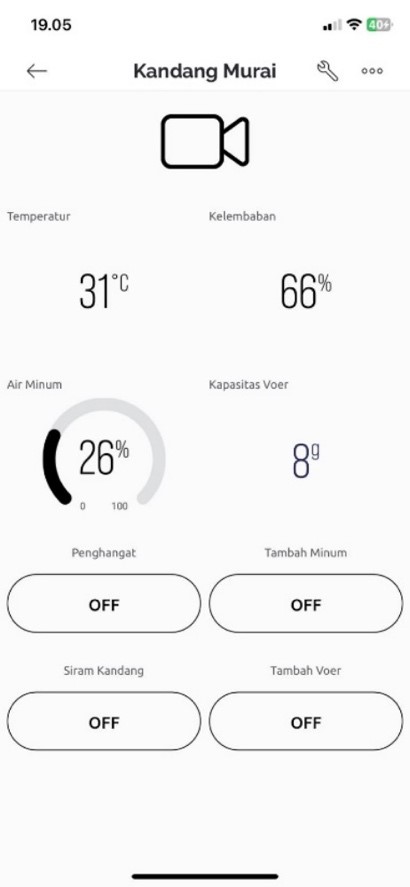 19.05
40+
Kandang Murai
Temperatur
Kelembaban
31°C
66%
Air Minum
Kapasitas Voer
26%
8g
0 100
Penghangat
Tambah Minum
OFF
OFF
Siram Kandang
Tambah Voer
OFF
OFF